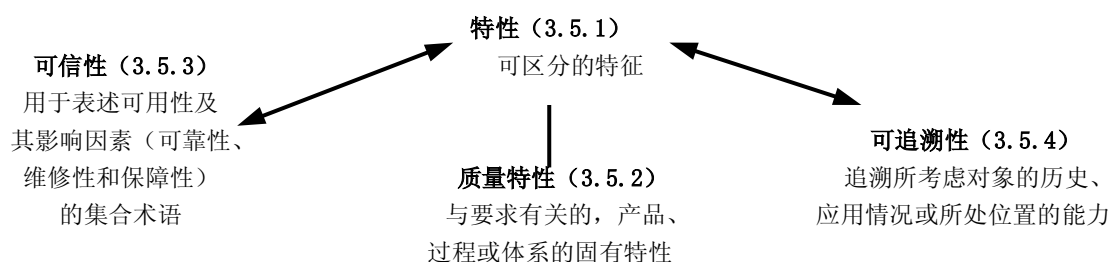 特性（3.5.1）
可区分的特征
可信性（3.5.3）
用于表述可用性及
其影响因素（可靠性、
维修性和保障性）
的集合术语
质量特性（3.5.2）
与要求有关的，产品、
过程或体系的固有特性
可追溯性（3.5.4）
追溯所考虑对象的历史、
应用情况或所处位置的能力